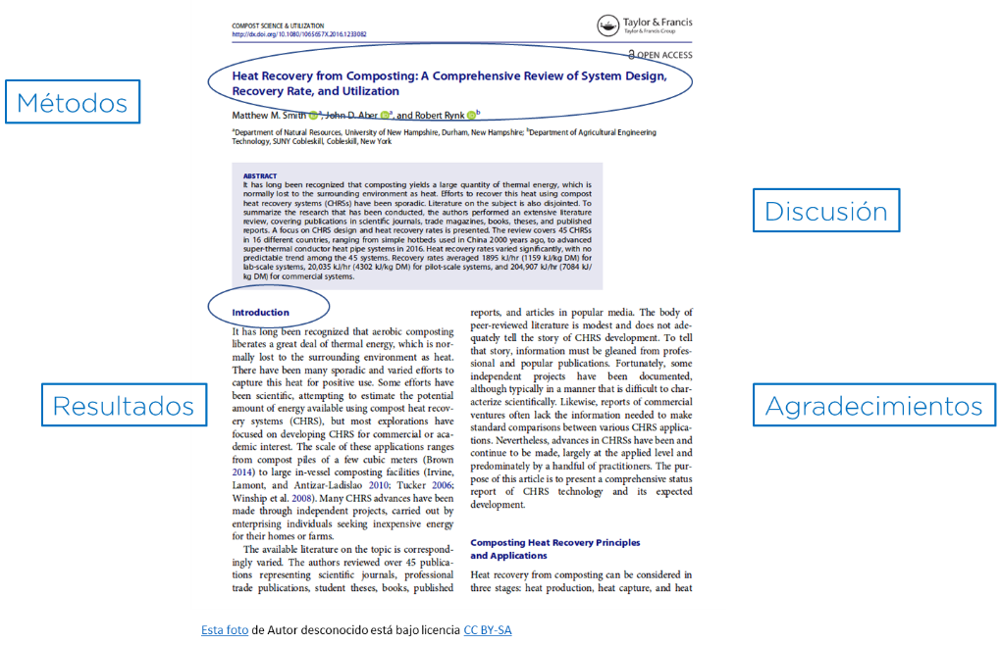 COMPOST SCIENCE & UTILIZATION
http://dx.doi.org/10.1080/1065657X.2016.1233082
Taylor & Francis
Taylor & Francis Group
OPEN ACCESS
Heat Recovery from Composting: A Comprehensive Review of System Design,
Recovery Rate, and Utilization
Métodos
Matthew M. Smith a, John D. Aber a, and Robert Rynk b
aDepartment of Natural Resources, University of New Hampshire, Durham, New Hampshire; bDepartment of Agricultural Engineering
Technology, SUNY Cobleskill, Cobleskill, New York
ABSTRACT
It has long been recognized that composting yields a large quantity of thermal energy, which is
normally lost to the surrounding environment as heat. Efforts to recover this heat using compost
heat recovery systems (CHRSs) have been sporadic. Literature on the subject is also disjointed. To
summarize the research that has been conducted, the authors performed an extensive literature
review, covering publications in scientific journals, trade magazines, books, theses, and published
reports. A focus on CHRS design and heat recovery rates is presented. The review covers 45 CHRSs
in 16 different countries, ranging from simple hotbeds used in China 2000 years ago, to advanced
super-thermal conductor heat pipe systems in 2016. Heat recovery rates varied significantly, with no
predictable trend among the 45 systems. Recovery rates averaged 1895 kJ/hr (1159 kJ/kg DM) for
lab-scale systems, 20,035 kJ/hr (4302 kJ/kg DM) for pilot-scale systems, and 204,907 kJ/hr (7084 kJ/
kg DM) for commercial systems.
Discusión
Introduction
It has long been recognized that aerobic composting
liberates a great deal of thermal energy, which is nor-
mally lost to the surrounding environment as heat.
There have been many sporadic and varied efforts to
capture this heat for positive use. Some efforts have
been scientific, attempting to estimate the potential
amount of energy available using compost heat recov-
ery systems (CHRS), but most explorations have
focused on developing CHRS for commercial or aca-
demic interest. The scale of these applications ranges
from compost piles of a few cubic meters (Brown
2014) to large in-vessel composting facilities (Irvine,
Lamont, and Antizar-Ladislao 2010; Tucker 2006;
Winship et al. 2008). Many CHRS advances have been
made through independent projects, carried out by
enterprising individuals seeking inexpensive energy
for their homes or farms.
The available literature on the topic is correspond-
ingly varied. The authors reviewed over 45 publica-
tions representing scientific journals, professional
trade publications, student theses, books, published
reports, and articles in popular media. The body of
peer-reviewed literature is modest and does not ade-
quately tell the story of CHRS development. To tell
that story, information must be gleaned from profes-
sional and popular publications. Fortunately, some
independent projects have been documented,
although typically in a manner that is difficult to char-
acterize scientifically. Likewise, reports of commercial
ventures often lack the information needed to make
standard comparisons between various CHRS applica-
tions. Nevertheless, advances in CHRSs have been and
continue to be made, largely at the applied level and
predominately by a handful of practitioners. The pur-
pose of this article is to present a comprehensive status
report of CHRS technology and its expected
development.
Composting Heat Recovery Principles
and Applications
Heat recovery from composting can be considered in
three stages: heat production, heat capture, and heat
Resultados
Agradecimientos
Esta foto de Autor desconocido está bajo licencia CC BY-SA